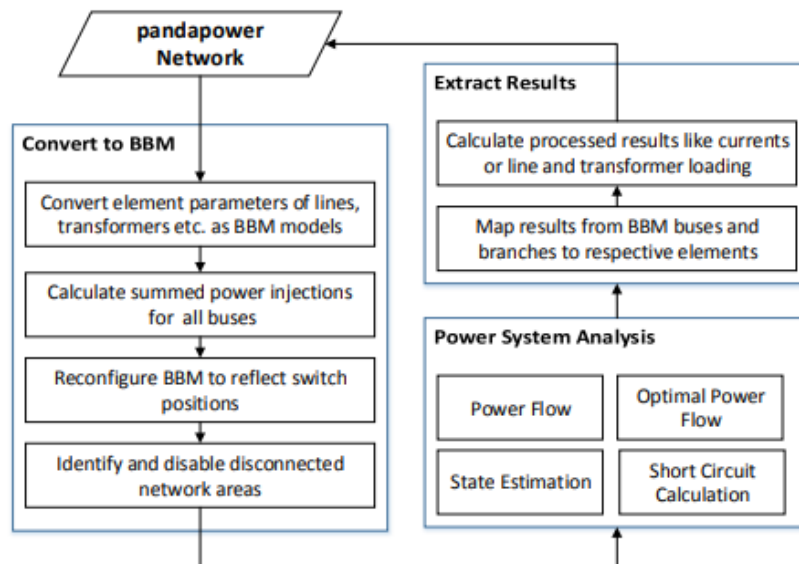 pandapower
Network
Convert to BBM
Convert element parameters of lines,
transformers etc. as BBM models
Calculate summed power injections
for all buses
Reconfigure BBM to reflect switch
positions
Identify and disable disconnected
network areas
Extract Results
Calculate processed results like currents
or line and transformer loading
Map results from BBM buses and
branches to respective elements
Power System Analysis
Power Flow
Optimal Power
Flow
State Estimation
Short Circuit
Calculation